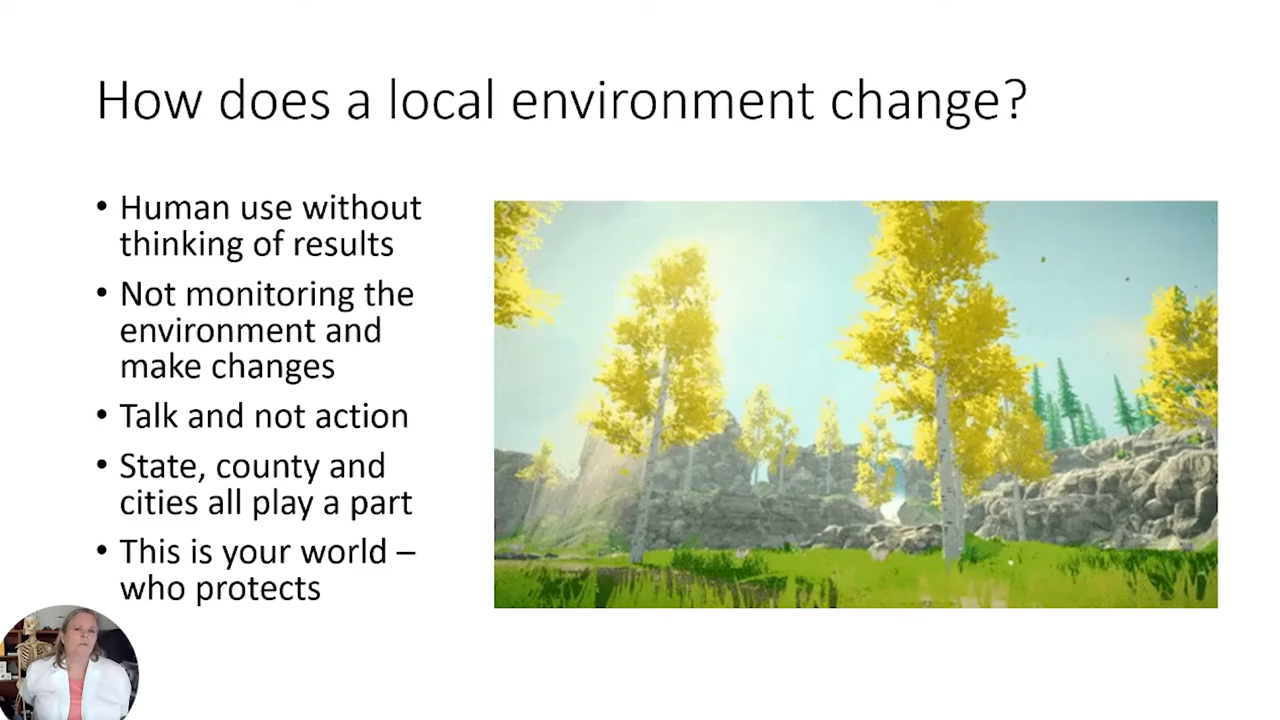 How does a local environment change?
• Human use without
thinking of results
• Not monitoring the
environment and
make changes
• Talk and not action
• State, county and
cities all play a part
• This is your world –
who protects